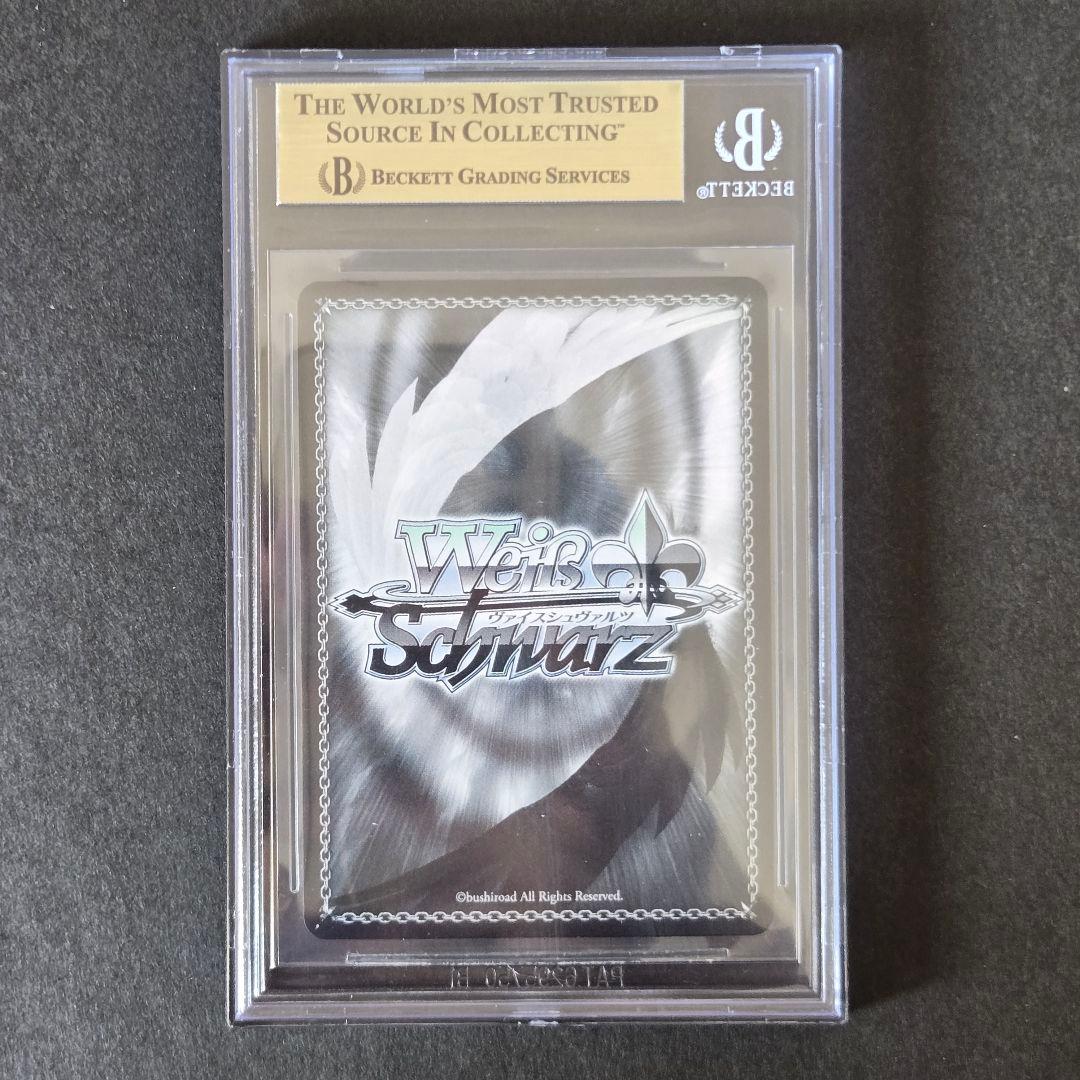 THE WORLD'S MOST TRUSTED
SOURCE IN COLLECTING™
B BECKETT GRADING SERVICES
B
BECKETT®
Weiß
ヴァイスシュヴァルツ
Schwarz
©bushiroad All Rights Reserved.